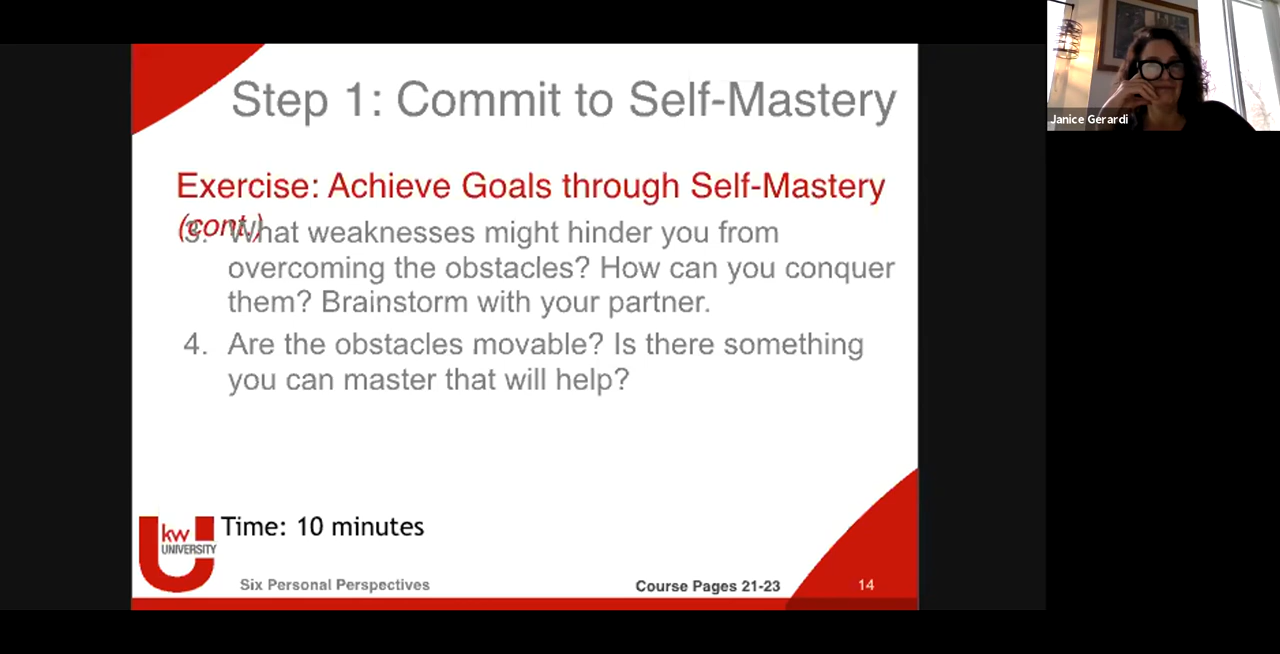 Step 1: Commit to Self-Mastery
Exercise: Achieve Goals through Self-Mastery
(cont.)
3. What weaknesses might hinder you from
overcoming the obstacles? How can you conquer
them? Brainstorm with your partner.
4. Are the obstacles movable? Is there something
you can master that will help?
Time: 10 minutes
kw
UNIVERSITY
Six Personal Perspectives
Course Pages 21-23
14
Janice Gerardi